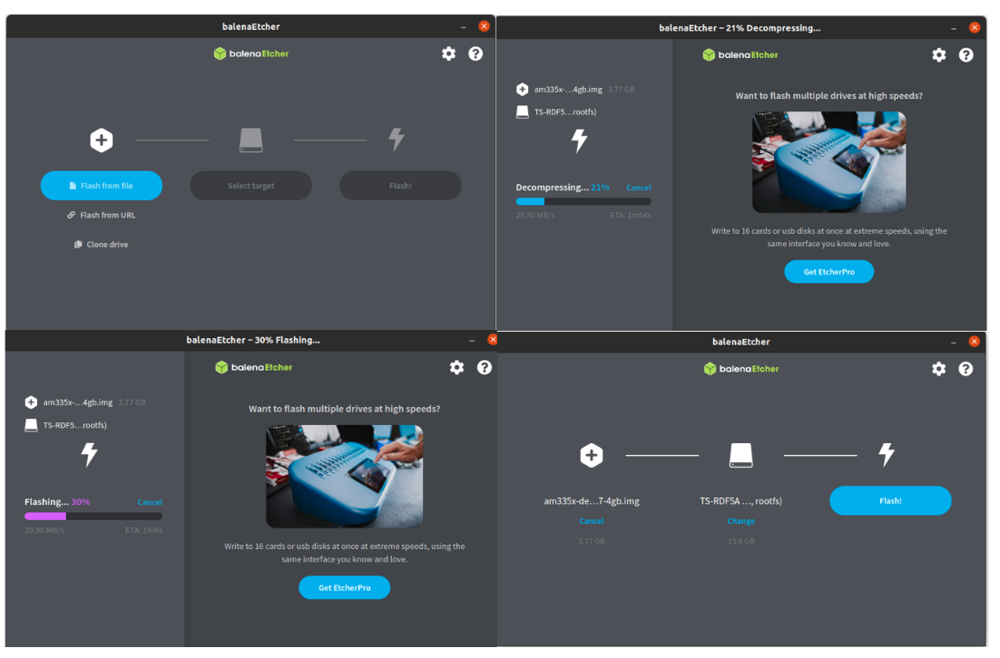 balenaEtcher
balenaEtcher
Flash from file
Select target
Flash!
Flash from URL
Clone drive
balenaEtcher – 21% Decompressing...
balenaEtcher
am335x-...4gb.img 3.77 GB
TS-RDF5...rootfs)
Decompressing... 21% Cancel
25.80 MB/s ETA: 1m54s
Want to flash multiple drives at high speeds?
Write to 16 cards or usb disks at once at extreme speeds, using the
same interface you know and love.
Get EtcherPro
balenaEtcher – 30% Flashing...
balenaEtcher
am335x-...4gb.img 3.77 GB
TS-RDF5...rootfs)
Flashing... 30% Cancel
20.90 MB/s ETA: 1m8s
Want to flash multiple drives at high speeds?
Write to 16 cards or usb disks at once at extreme speeds, using the
same interface you know and love.
Get EtcherPro
balenaEtcher
balenaEtcher
am335x-de...7-4gb.img
TS-RDF5A ..., rootfs)
Flash!
Cancel
Change
3.77 GB
15.6 GB